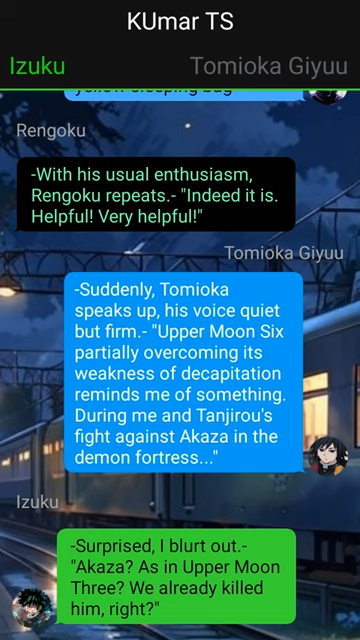 KUmar TS
Izuku
Tomioka Giyuu
yellow sleeping bag
Rengoku
-With his usual enthusiasm,
Rengoku repeats.- "Indeed it is.
Helpful! Very helpful!"
Tomioka Giyuu
-Suddenly, Tomioka
speaks up, his voice quiet
but firm.- "Upper Moon Six
partially overcoming its
weakness of decapitation
reminds me of something.
During me and Tanjirou's
fight against Akaza in the
demon fortress..."
Izuku
-Surprised, I blurt out.-
"Akaza? As in Upper Moon
Three? We already killed
him, right?"